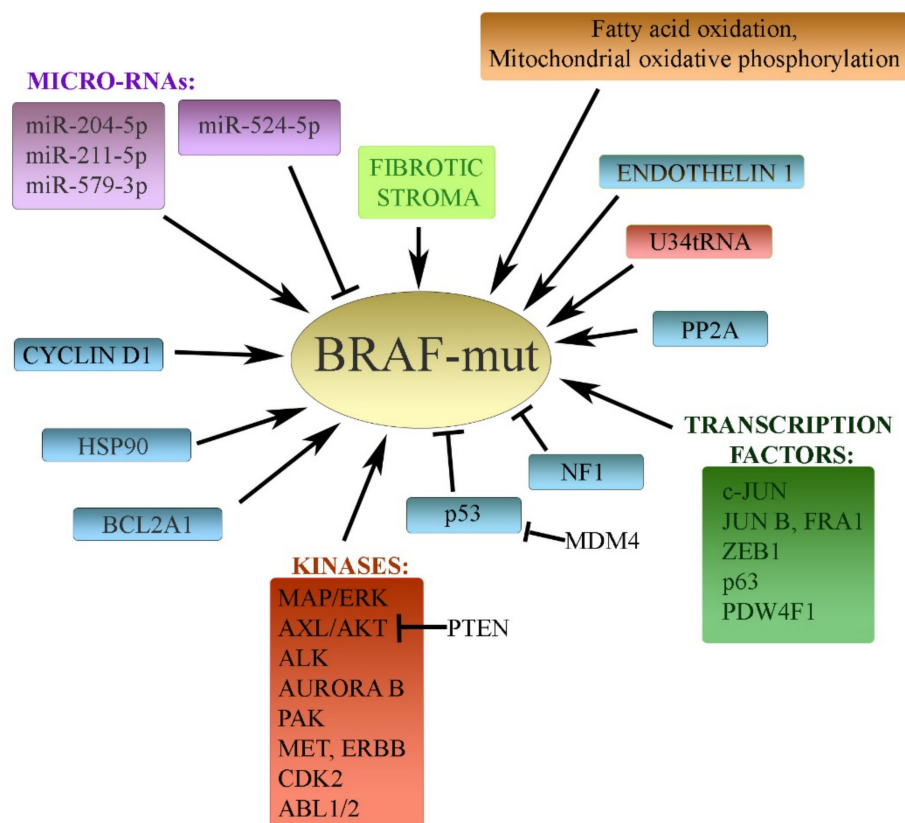 Fatty acid oxidation,
Mitochondrial oxidative phosphorylation
MICRO-RNAs:
miR-204-5p
miR-211-5p
miR-579-3p
miR-524-5p
FIBROTIC
STROMA
ENDOTHELIN 1
U34tRNA
PP2A
CYCLIN D1
BRAF-mut
HSP90
BCL2A1
p53
NF1
MDM4
TRANSCRIPTION
FACTORS:
c-JUN
JUN B, FRA1
ZEB1
p63
PDW4F1
KINASES:
MAP/ERK
AXL/AKT
PTEN
ALK
AURORA B
PAK
MET, ERBB
CDK2
ABL1/2